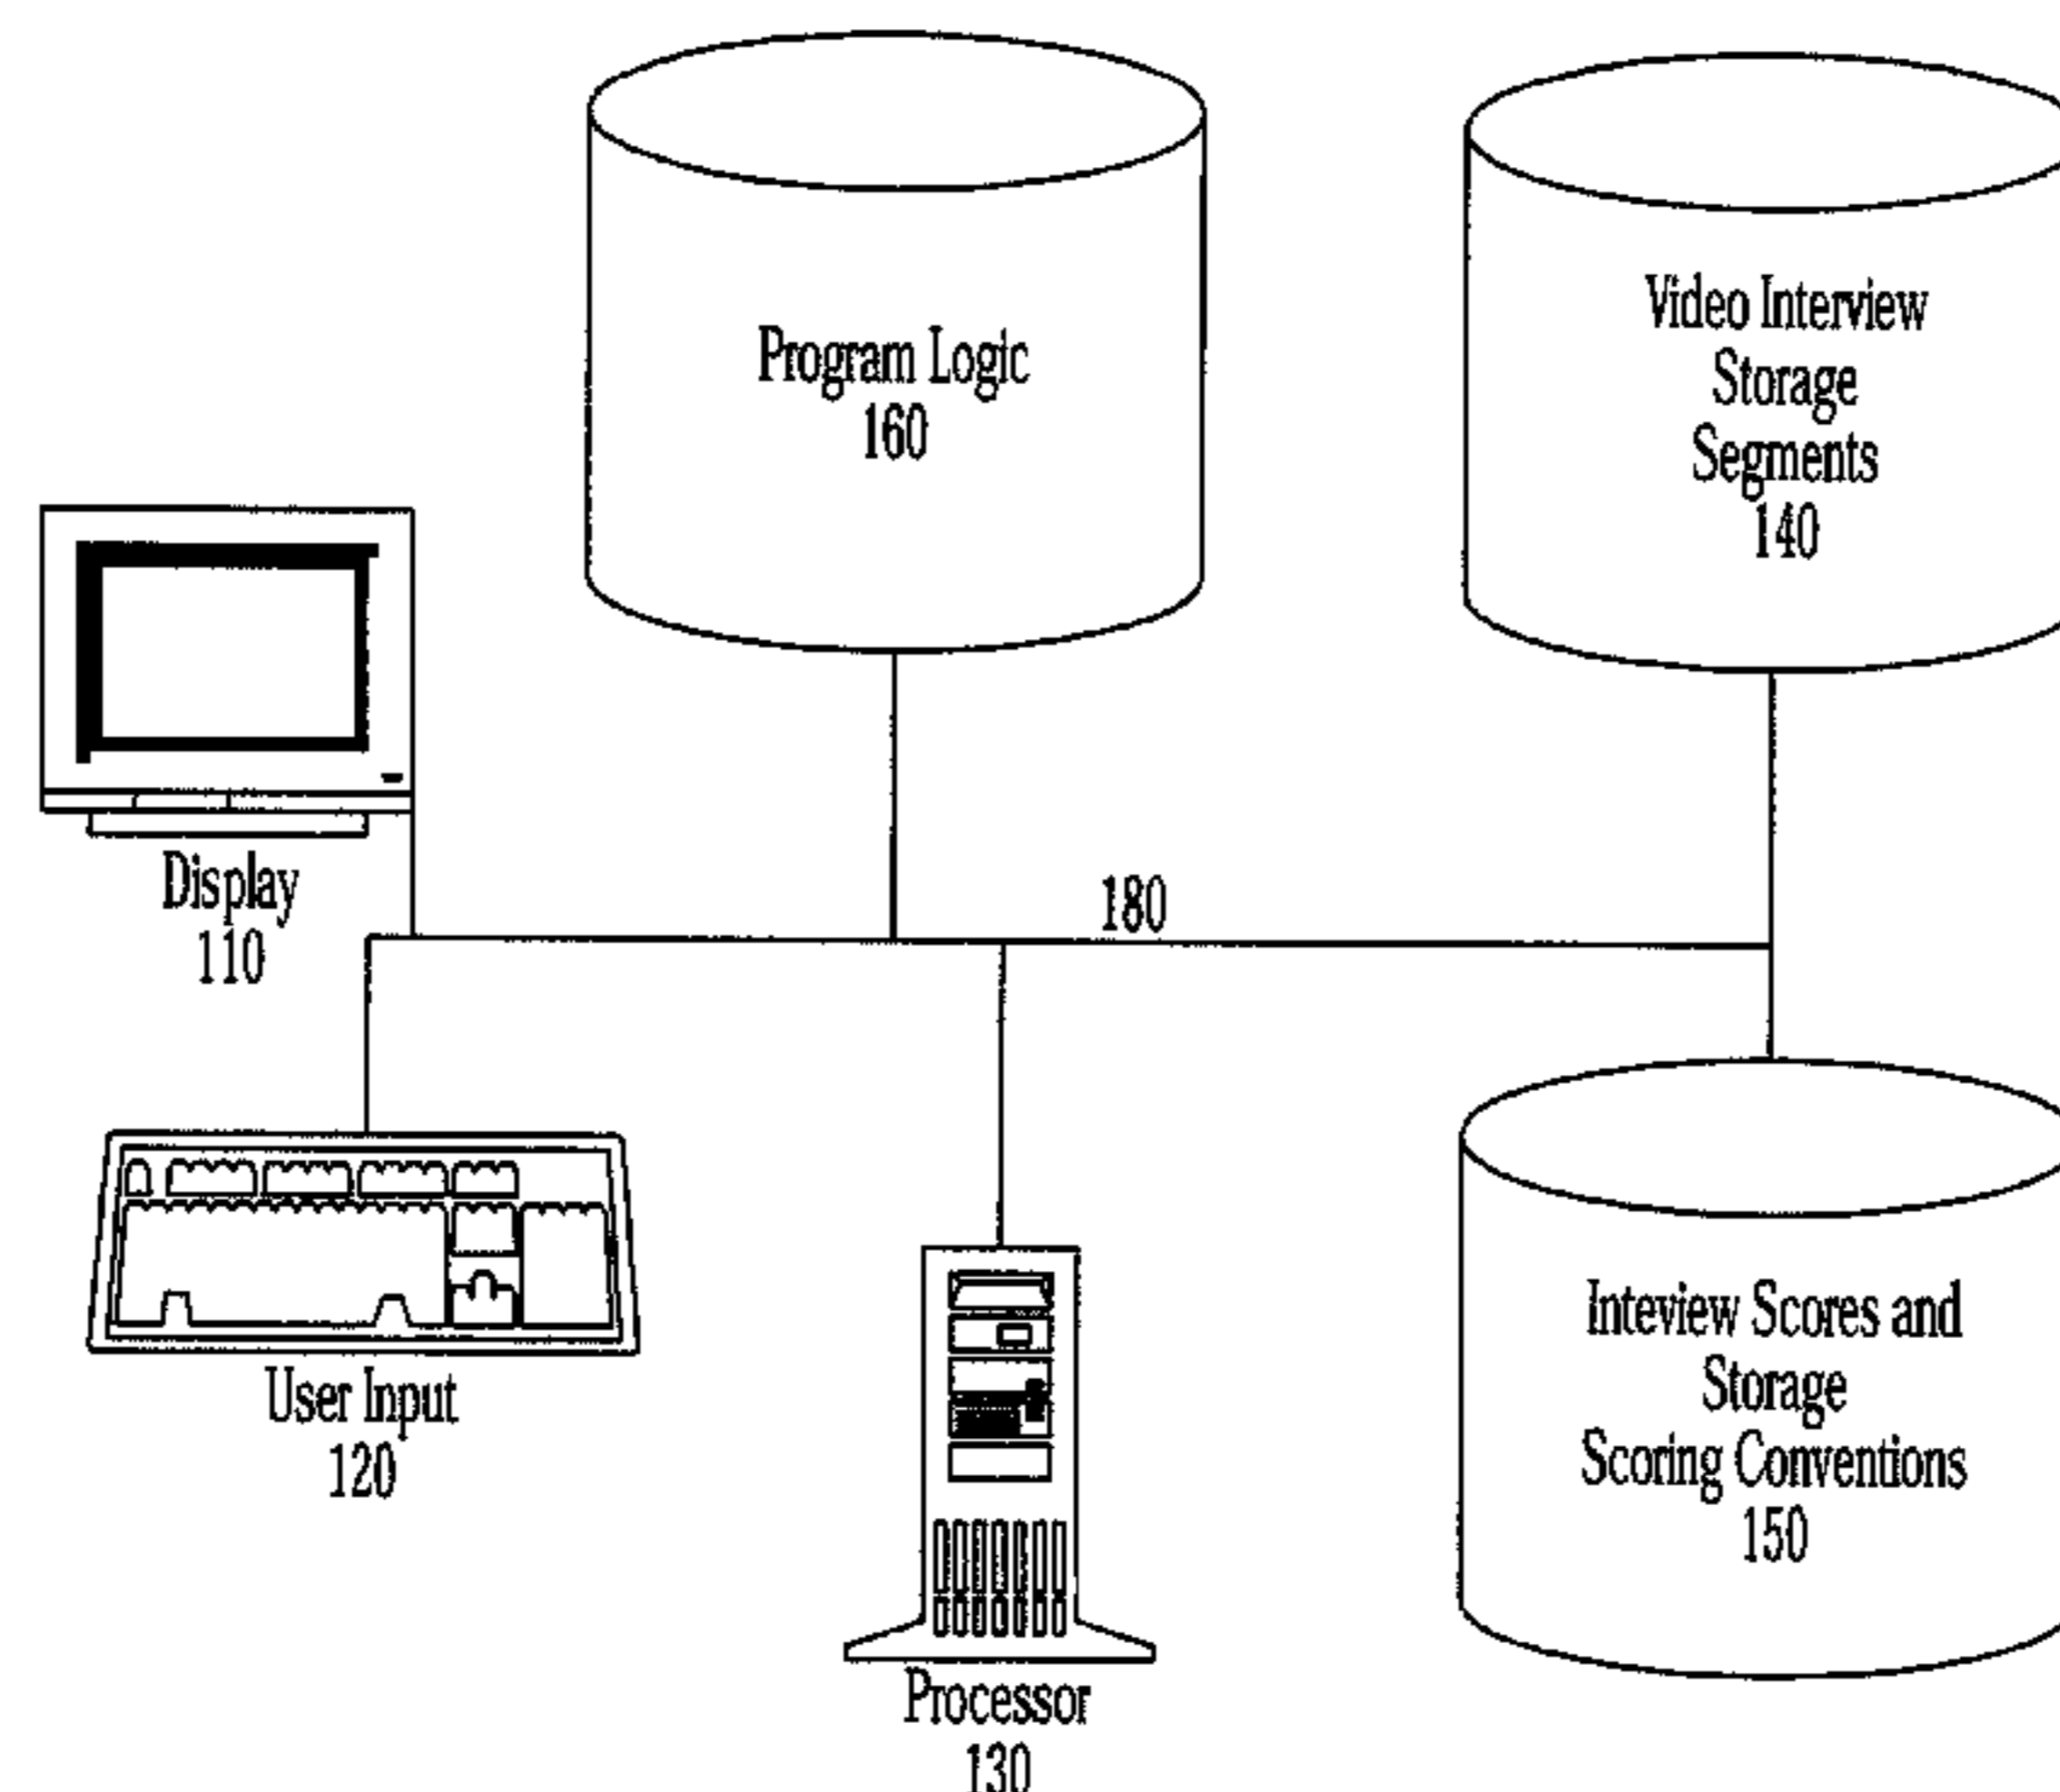 Program Logic
160
Video Interview
Storage
Segments
140
Display
110
180
User Input
120
Processor
130
Inteview Scores and
Storage
Scoring Conventions
150